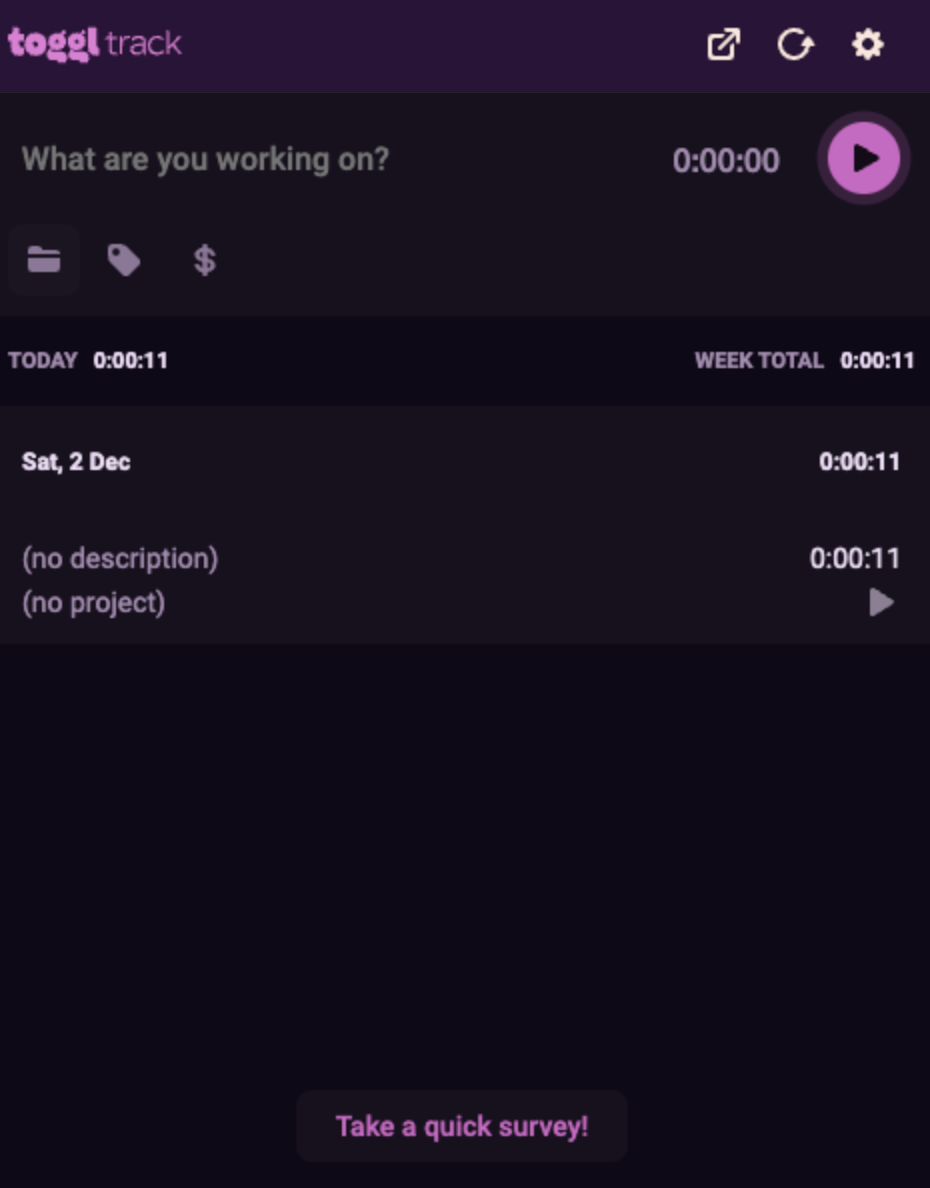 toggl track
What are you working on? 0:00:00
$
TODAY 0:00:11 WEEK TOTAL 0:00:11
Sat, 2 Dec 0:00:11
(no description) 0:00:11
(no project)
Take a quick survey!